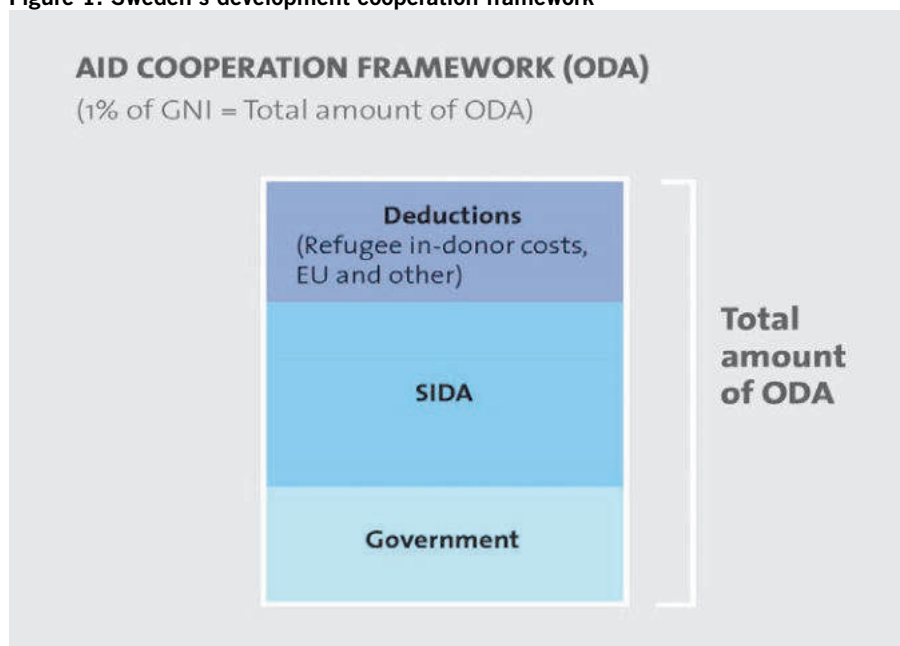 Figure 1: Sweden's development cooperation framework
AID COOPERATION FRAMEWORK (ODA)
(1% of GNI = Total amount of ODA)
Deductions
(Refugee in-donor costs,
EU and other)
SIDA
Government
Total
amount
of ODA